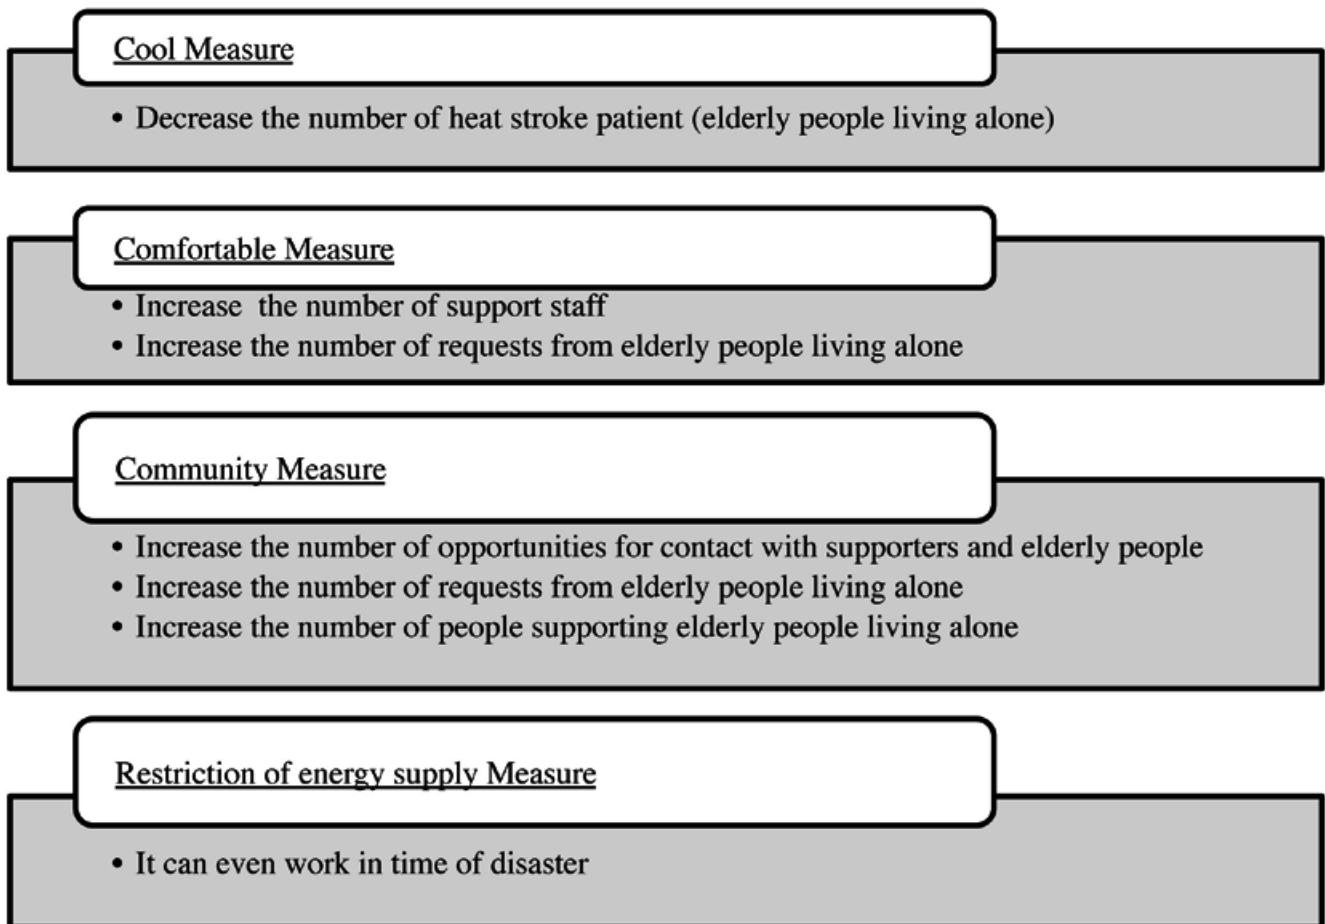 Cool Measure
• Decrease the number of heat stroke patient (elderly people living alone)
Comfortable Measure
• Increase  the number of support staff
• Increase the number of requests from elderly people living alone
Community Measure
• Increase the number of opportunities for contact with supporters and elderly people
• Increase the number of requests from elderly people living alone
• Increase the number of people supporting elderly people living alone
Restriction of energy supply Measure
• It can even work in time of disaster